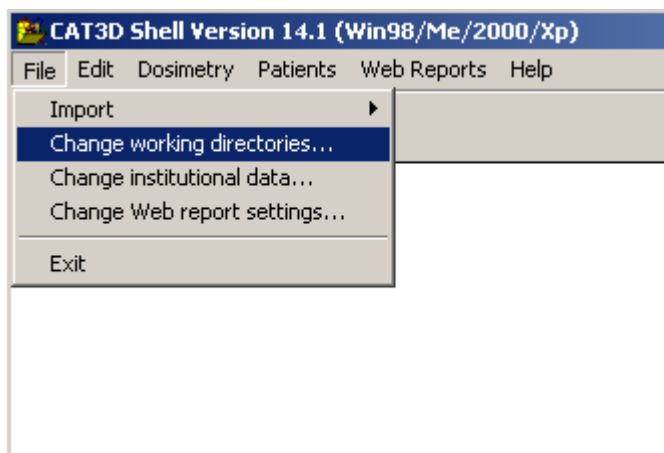 CAT3D Shell Version 14.1 (Win98/Me/2000/Xp)
File Edit Dosimetry Patients Web Reports Help
Import
Change working directories...
Change institutional data...
Change Web report settings...
Exit